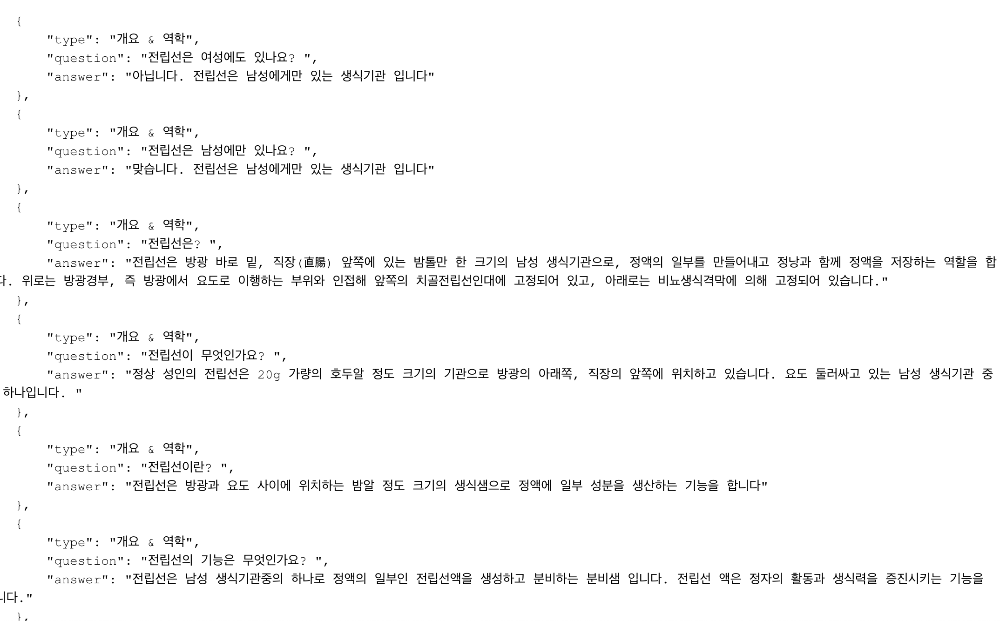 {
"type": "개요 & 역학",
"question": "전립선은 여성에도 있나요? ",
"answer": "아닙니다. 전립선은 남성에게만 있는 생식기관 입니다"
},
{
"type": "개요 & 역학",
"question": "전립선은 남성에만 있나요? ",
"answer": "맞습니다. 전립선은 남성에게만 있는 생식기관 입니다"
},
{
"type": "개요 & 역학",
"question": "전립선은? ",
"answer": "전립선은 방광 바로 밑, 직장(直腸) 앞쪽에 있는 밤톨만 한 크기의 남성 생식기관으로, 정액의 일부를 만들어내고 정낭과 함께 정액을 저장하는 역할을 합
다. 위로는 방광경부, 즉 방광에서 요도로 이행하는 부위와 인접해 앞쪽의 치골전립선인대에 고정되어 있고, 아래로는 비뇨생식격막에 의해 고정되어 있습니다."
},
{
"type": "개요 & 역학",
"question": "전립선이 무엇인가요? ",
"answer": "정상 성인의 전립선은 20g 가량의 호두알 정도 크기의 기관으로 방광의 아래쪽, 직장의 앞쪽에 위치하고 있습니다. 요도 둘러싸고 있는 남성 생식기관 중
하나입니다. "
},
{
"type": "개요 & 역학",
"question": "전립선이란? ",
"answer": "전립선은 방광과 요도 사이에 위치하는 밤알 정도 크기의 생식샘으로 정액에 일부 성분을 생산하는 기능을 합니다"
},
{
"type": "개요 & 역학",
"question": "전립선의 기능은 무엇인가요? ",
"answer": "전립선은 남성 생식기관중의 하나로 정액의 일부인 전립선액을 생성하고 분비하는 분비샘 입니다. 전립선 액은 정자의 활동과 생식력을 증진시키는 기능을
니다."
},